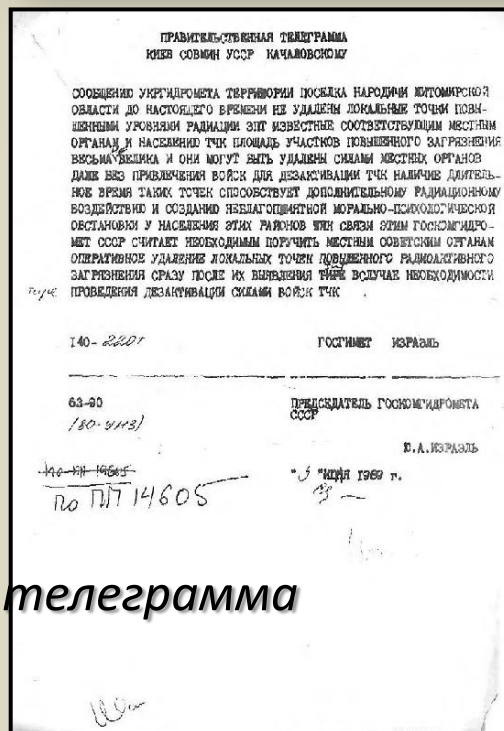 ПРАВИТЕЛЬСТВЕННАЯ ТЕЛЕГРАММА
КИЕВ СОВМИН УССР КАЧАЛОВСКОМУ
СООБЩЕНИЮ УКРГИДРОМЕТА ТЕРРИТОРИИ ПОСЕЛКА НАРОДИЧИ ЖИТОМИРСКОЙ
ОБЛАСТИ ДО НАСТОЯЩЕГО ВРЕМЕНИ НЕ УДАЛЕНЫ ЛОКАЛЬНЫЕ ТОЧКИ ПОВЫ-
ШЕННЫМИ УРОВНЯМИ РАДИАЦИИ ЗПТ ИЗВЕСТНЫЕ СООТВЕТСТВУЮЩИМ МЕСТНЫМ
ОРГАНАМ И НАСЕЛЕНИЮ ТЧК ПЛОЩАДЬ УЧАСТКОВ ПОВЫШЕННОГО ЗАГРЯЗНЕНИЯ
ВЕСЬМА ВЕЛИКА И ОНИ МОГУТ БЫТЬ УДАЛЕНЫ СИЛАМИ МЕСТНЫХ ОРГАНОВ
ДАЖЕ БЕЗ ПРИВЛЕЧЕНИЯ ВОЙСК ДЛЯ ДЕЗАКТИВАЦИИ ТЧК НАЛИЧИЕ ДЛИТЕЛЬ-
НОЕ ВРЕМЯ ТАКИХ ТОЧЕК СПОСОБСТВУЕТ ДОПОЛНИТЕЛЬНОМУ РАДИАЦИОННОМУ
ВОЗДЕЙСТВИЮ И СОЗДАНИЮ НЕБЛАГОПРИЯТНОЙ МОРАЛЬНО-ПСИХОЛОГИЧЕСКОЙ
ОБСТАНОВКИ У НАСЕЛЕНИЯ ЭТИХ РАЙОНОВ ТЧК СВЯЗИ ЭТИМ ГОСКОМГИДРО-
МЕТ СССР СЧИТАЕТ НЕОБХОДИМЫМ ПОРУЧИТЬ МЕСТНЫМ СОВЕТСКИМ ОРГАНАМ
ОПЕРАТИВНОЕ УДАЛЕНИЕ ЛОКАЛЬНЫХ ТОЧЕК ПОВЫШЕННОГО РАДИОАКТИВНОГО
ЗАГРЯЗНЕНИЯ СРАЗУ ПОСЛЕ ИХ ВЫЯВЛЕНИЯ ТИРЕ ВСЛУЧАЕ НЕОБХОДИМОСТИ
ПРОВЕДЕНИЯ ДЕЗАКТИВАЦИИ СИЛАМИ ВОЙСК ТЧК
140-2201 ГОСГИМЕТ ИЗРАЭЛЬ
63-90 ПРЕДСЕДАТЕЛЬ ГОСКОМГИДРОМЕТА
СССР
Ю.А.ИЗРАЭЛЬ
"3" 1989 г.
По ПП 14605
телеграмма